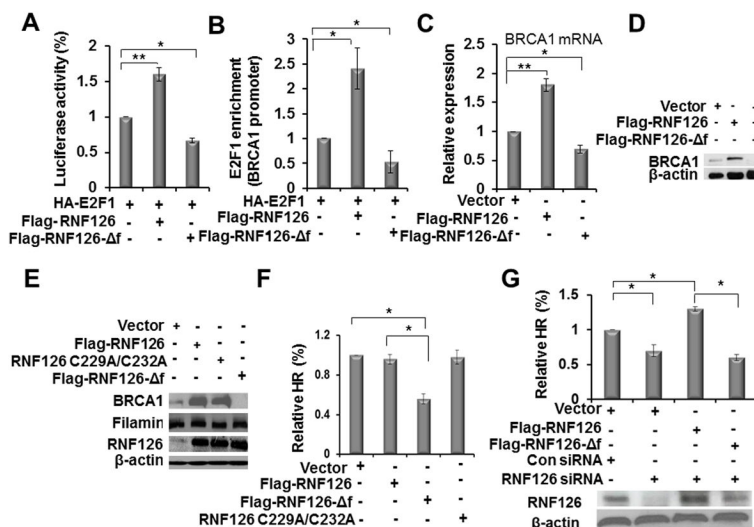 A
Luciferase activity (%)
2
1.5
1
0.5
0
**
*
HA-E2F1 + + +
Flag-RNF126 - + -
Flag-RNF126-Δf - - +
B
E2F1 enrichment
(BRCA1 promoter)
3
2.5
2
1.5
1
0.5
0
*
*
HA-E2F1 + + +
Flag-RNF126 - + -
Flag-RNF126-Δf - - +
C
BRCA1 mRNA
Relative expression
2.5
2
1.5
1
0.5
0
*
**
Vector + - -
Flag-RNF126 - + -
Flag-RNF126-Δf - - +
D
Vector + -
Flag-RNF126 - +
Flag-RNF126-Δf - -
BRCA1
β-actin
E
Vector + - - -
Flag-RNF126 - + - -
RNF126 C229A/C232A - - + -
Flag-RNF126-Δf - - - +
BRCA1
Filamin
RNF126
β-actin
F
Relative HR (%)
1.2
0.8
0.4
0
*
*
Vector + - - -
Flag-RNF126 - + - -
Flag-RNF126-Δf - - + -
RNF126 C229A/C232A - - - +
G
Relative HR (%)
1.5
1
0.5
0
*
*
*
Vector + + - -
Flag-RNF126 - - + -
Flag-RNF126-Δf - - - +
Con siRNA + - - -
RNF126 siRNA - + + +
RNF126
β-actin